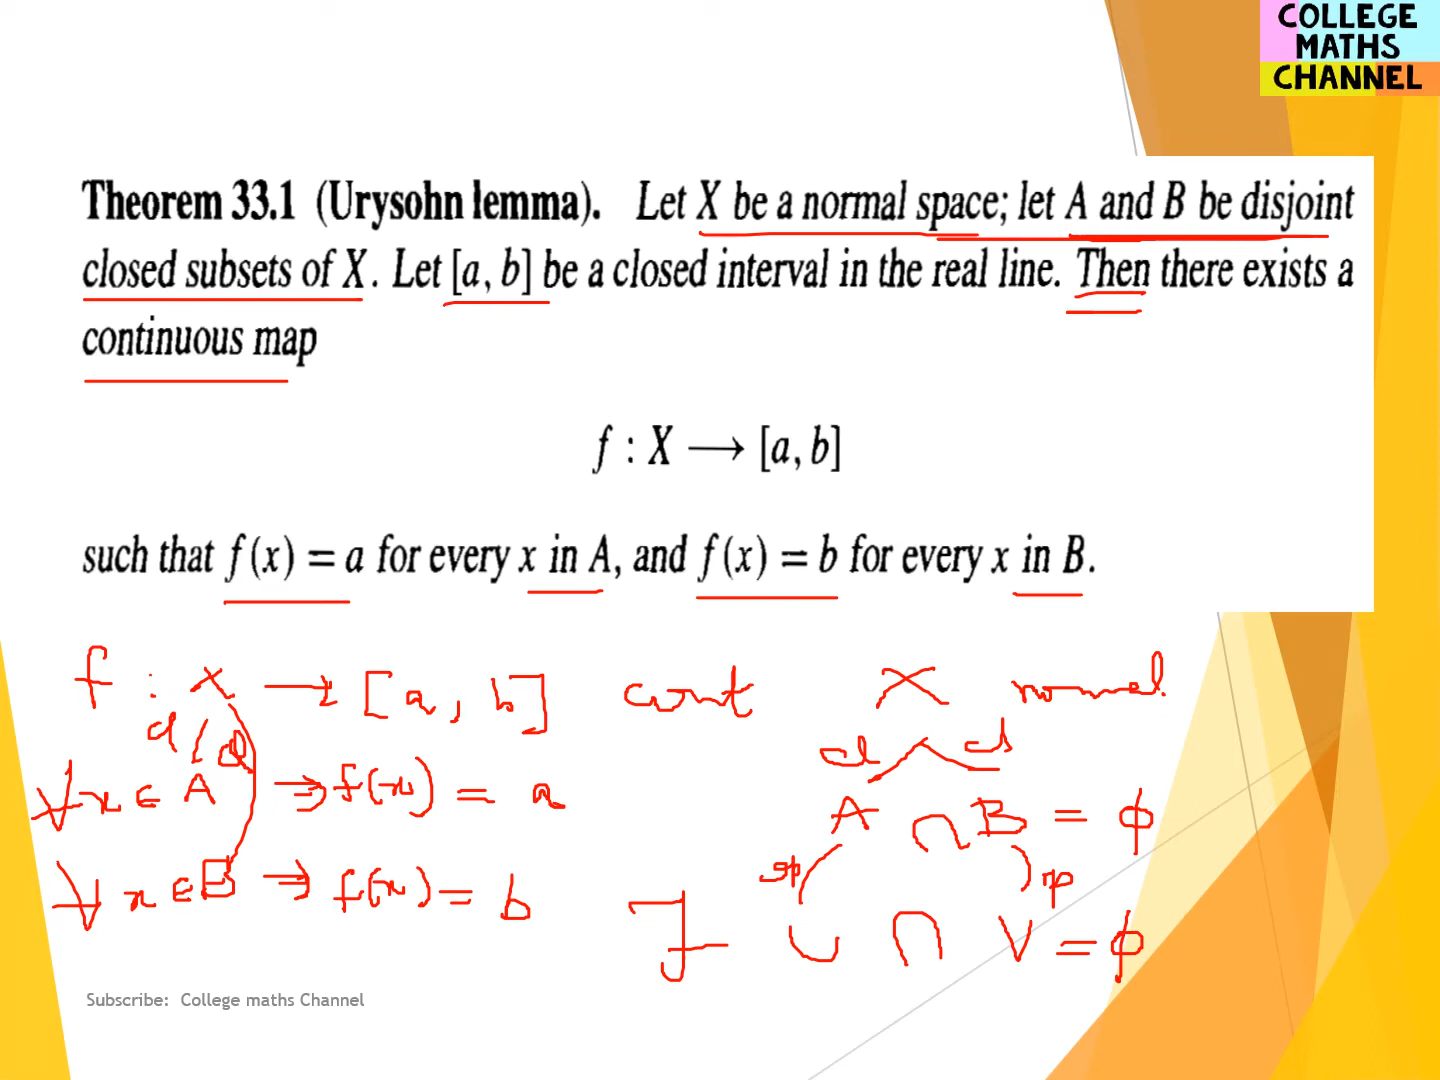 COLLEGE
MATHS
CHANNEL
Theorem 33.1 (Urysohn lemma). Let X be a normal space; let A and B be disjoint
closed subsets of X. Let [a, b] be a closed interval in the real line. Then there exists a
continuous map
f : X ⟶ [a, b]
such that f(x) = a for every x in A, and f(x) = b for every x in B.
f : X → [a, b] cont X normal
cl cl
∀x ∈ A ⇒ f(x) = a
A ∩ B = ϕ
op op
∀ x ∈ B ⇒ f(x) = b
∃ U ∩ V = ϕ
Subscribe: College maths Channel